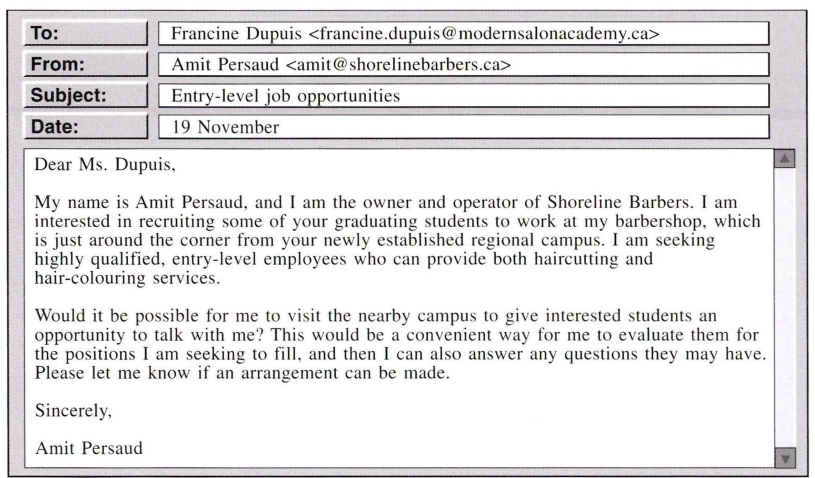 To: Francine Dupuis <francine.dupuis@modernsalonacademy.ca>
From: Amit Persaud <amit@shorelinebarbers.ca>
Subject: Entry-level job opportunities
Date: 19 November
Dear Ms. Dupuis,
My name is Amit Persaud, and I am the owner and operator of Shoreline Barbers. I am
interested in recruiting some of your graduating students to work at my barbershop, which
is just around the corner from your newly established regional campus. I am seeking
highly qualified, entry-level employees who can provide both haircutting and
hair-colouring services.
Would it be possible for me to visit the nearby campus to give interested students an
opportunity to talk with me? This would be a convenient way for me to evaluate them for
the positions I am seeking to fill, and then I can also answer any questions they may have.
Please let me know if an arrangement can be made.
Sincerely,
Amit Persaud